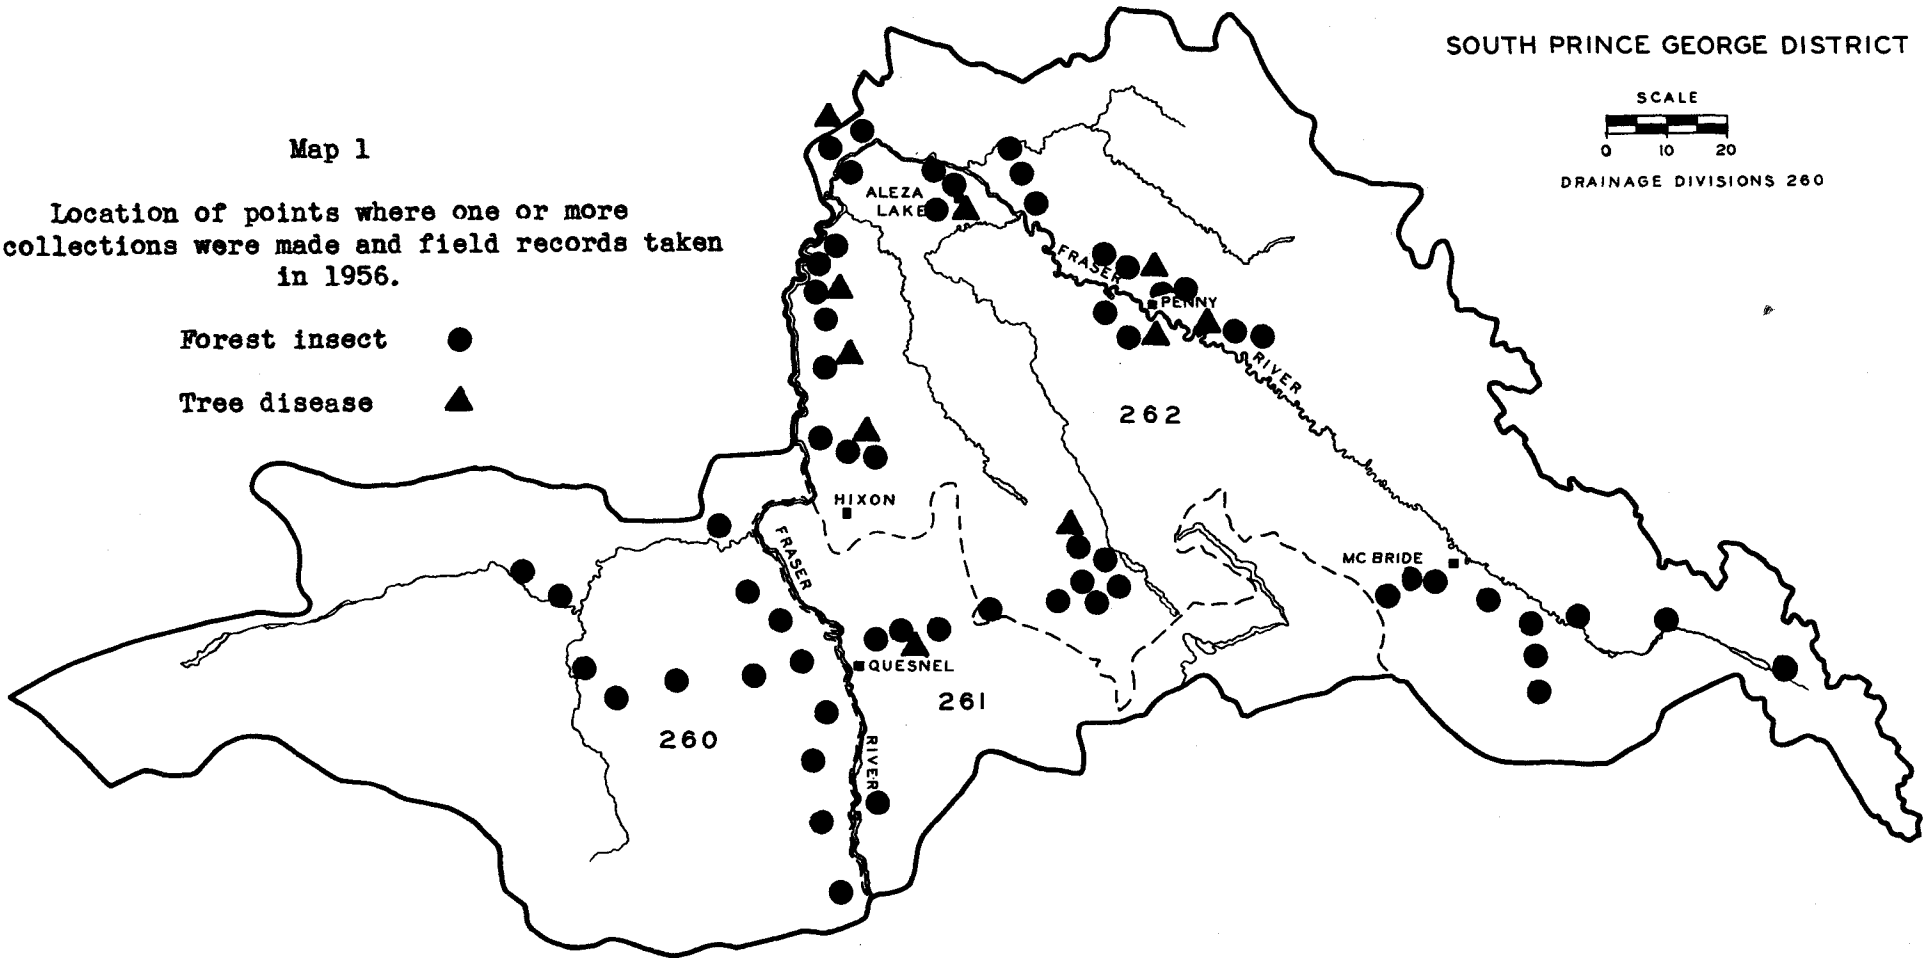 SOUTH PRINCE GEORGE DISTRICT
SCALE
0 10 20
DRAINAGE DIVISIONS 260
Map 1
Location of points where one or more
collections were made and field records taken
in 1956.
Forest insect
Tree disease
ALEZA
LAKE
FRASER
PENNY
RIVER
262
HIXON
FRASER
MC BRIDE
QUESNEL
261
260
RIVER